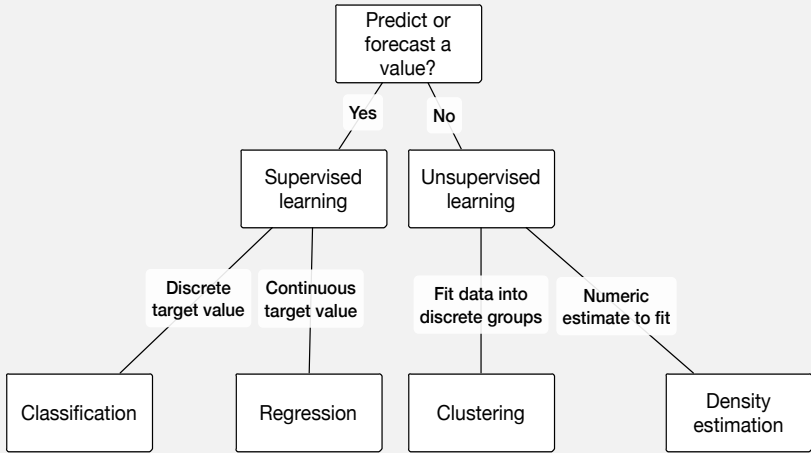 Predict or
forecast a
value?
Yes
No
Supervised
learning
Unsupervised
learning
Discrete
target value
Continuous
target value
Fit data into
discrete groups
Numeric
estimate to fit
Classification
Regression
Clustering
Density
estimation